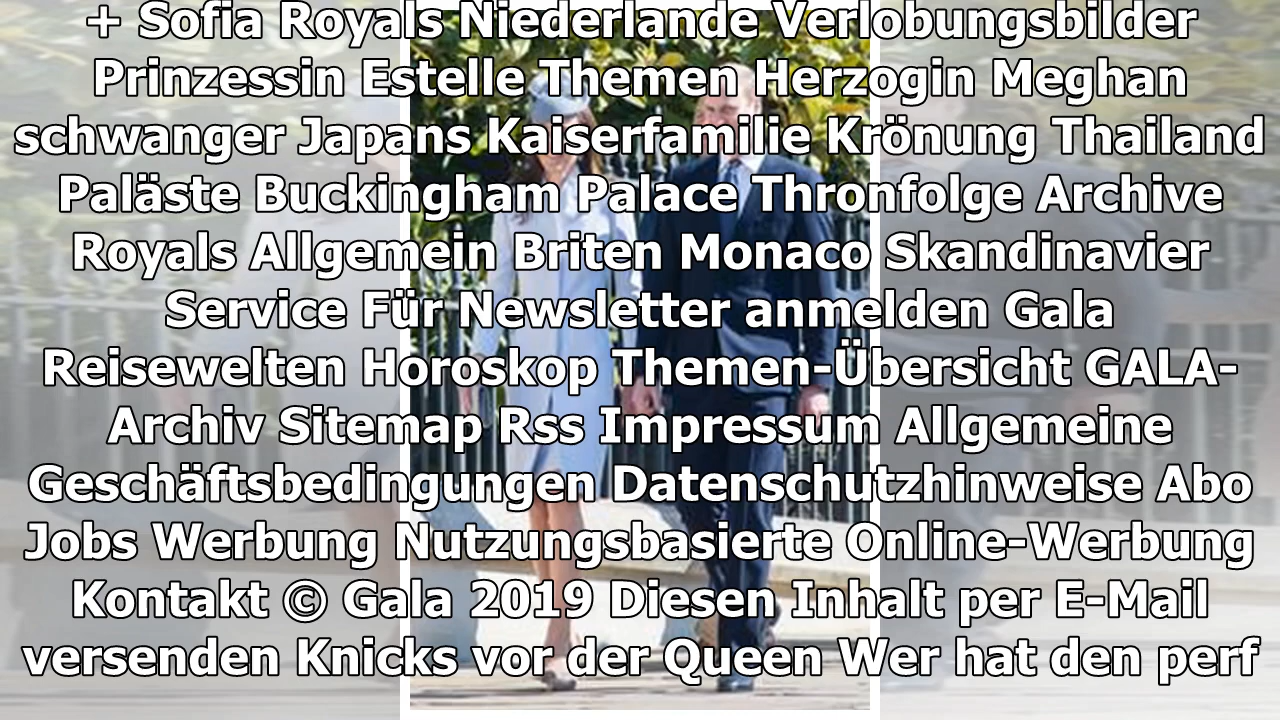 + Sofia Royals Niederlande Verlobungsbilder
Prinzessin Estelle Themen Herzogin Meghan
schwanger Japans Kaiserfamilie Krönung Thailand
Paläste Buckingham Palace Thronfolge Archive
Royals Allgemein Briten Monaco Skandinavier
Service Für Newsletter anmelden Gala
Reisewelten Horoskop Themen-Übersicht GALA-
Archiv Sitemap Rss Impressum Allgemeine
Geschäftsbedingungen Datenschutzhinweise Abo
Jobs Werbung Nutzungsbasierte Online-Werbung
Kontakt © Gala 2019 Diesen Inhalt per E-Mail
versenden Knicks vor der Queen Wer hat den perf